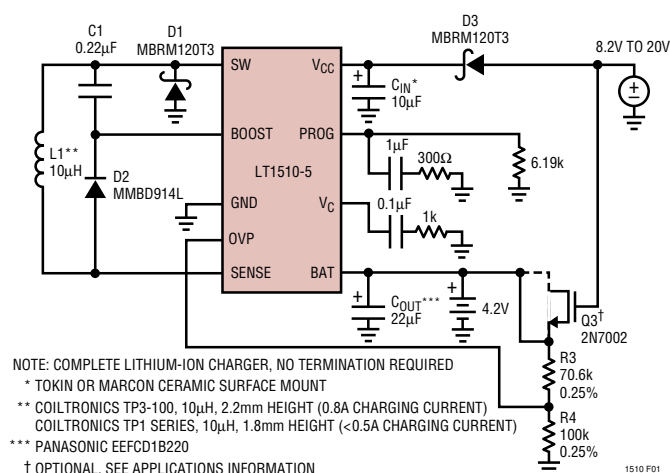 D3
MBRM120T3
8.2V TO 20V
C1
0.22µF
D1
MBRM120T3
SW
VCC
CIN*
10µF
BOOST
PROG
1µF
300Ω
6.19k
L1**
10µH
D2
MMBD914L
LT1510-5
GND
VC
0.1µF
1k
OVP
SENSE
BAT
COUT***
22µF
4.2V
Q3†
2N7002
R3
70.6k
0.25%
R4
100k
0.25%
NOTE: COMPLETE LITHIUM-ION CHARGER, NO TERMINATION REQUIRED
* TOKIN OR MARCON CERAMIC SURFACE MOUNT
** COILTRONICS TP3-100, 10µH, 2.2mm HEIGHT (0.8A CHARGING CURRENT)
COILTRONICS TP1 SERIES, 10µH, 1.8mm HEIGHT (<0.5A CHARGING CURRENT)
*** PANASONIC EEFCD1B220
† OPTIONAL, SEE APPLICATIONS INFORMATION
1510 F01